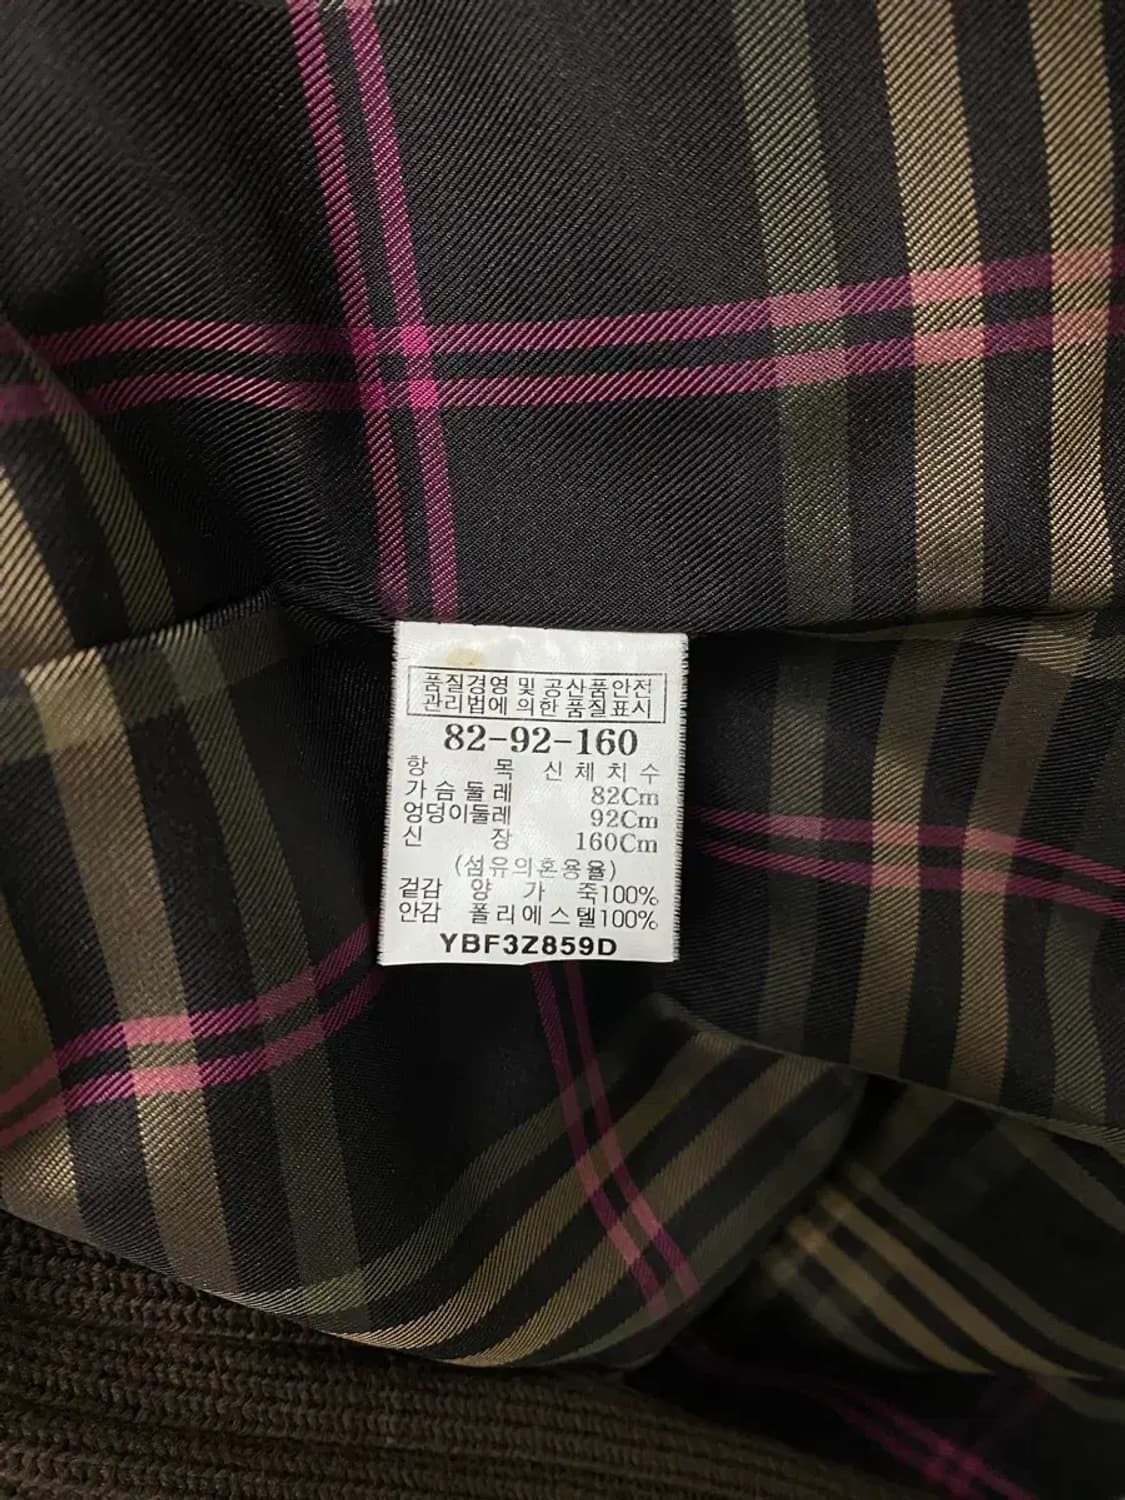 품질경영 및 공산품안전
관리법에 의한 품질표시
82-92-160
항 목 신체치수
가슴둘레 82Cm
엉덩이둘레 92Cm
신 장 160Cm
(섬유의혼용율)
겉감 양 가 죽100%
안감 폴리에스텔100%
YBF3Z859D